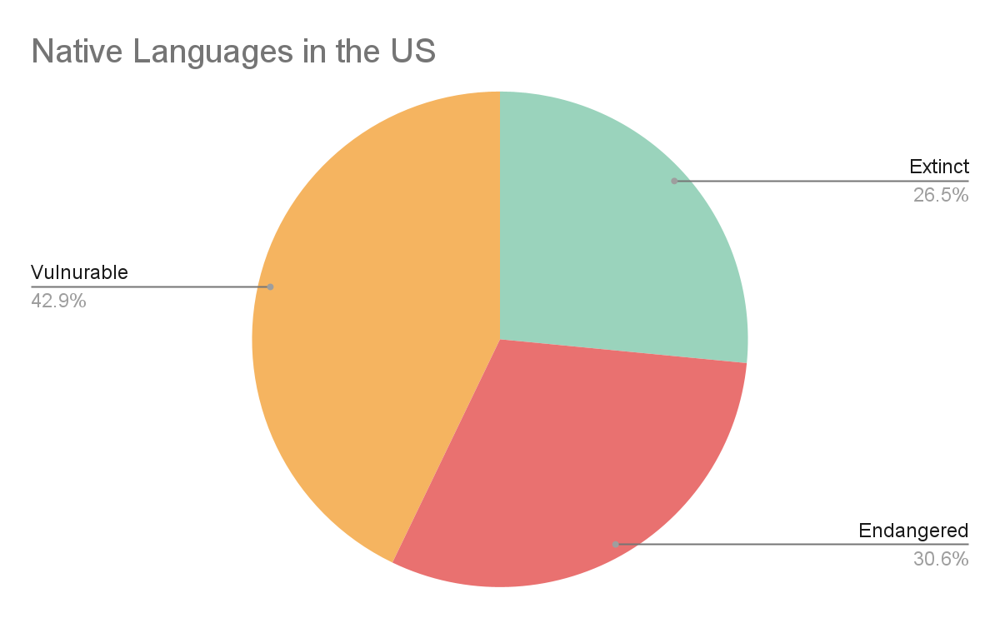 Native Languages in the US
Extinct
26.5%
Vulnurable
42.9%
Endangered
30.6%